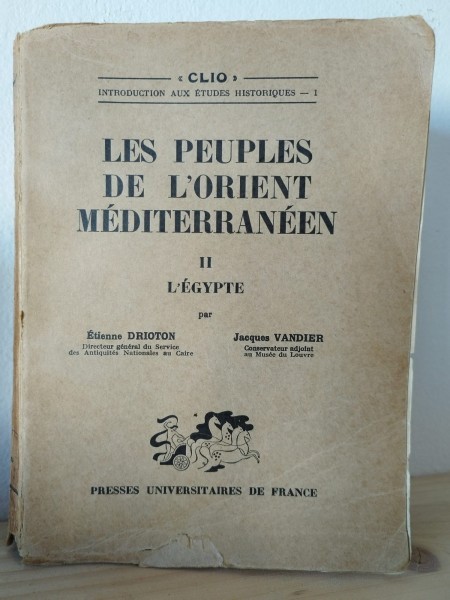 « CLIO »
INTRODUCTION AUX ÉTUDES HISTORIQUES — 1
LES PEUPLES
DE L'ORIENT
MÉDITERRANÉEN
II
L'ÉGYPTE
par
Étienne DRIOTON
Directeur général du Service
des Antiquités Nationales au Caire
Jacques VANDIER
Conservateur adjoint
au Musée du Louvre
PRESSES UNIVERSITAIRES DE FRANCE